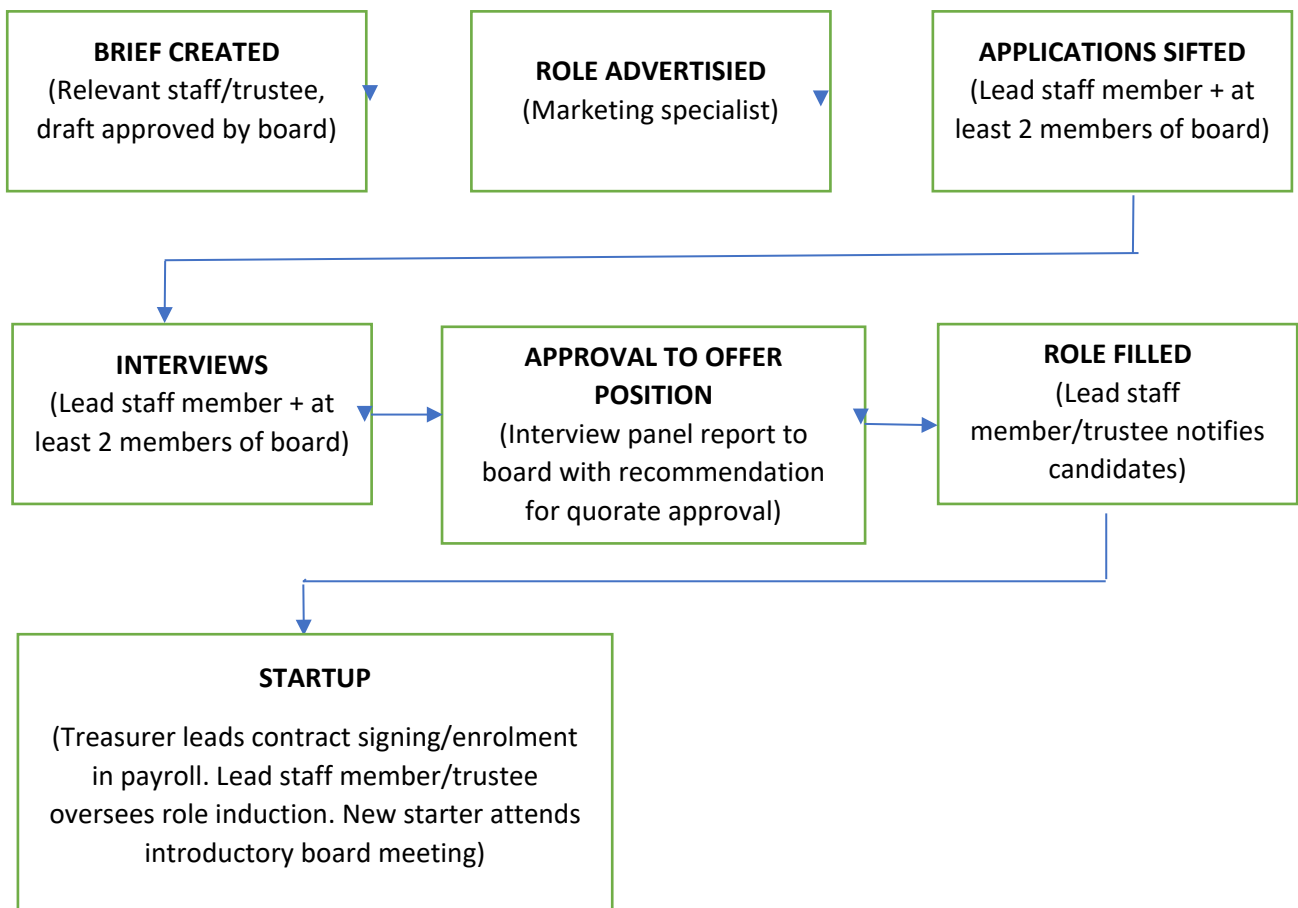 BRIEF CREATED
(Relevant staff/trustee,
draft approved by board)
ROLE ADVERTISIED
(Marketing specialist)
APPLICATIONS SIFTED
(Lead staff member + at
least 2 members of board)
INTERVIEWS
(Lead staff member + at
least 2 members of board)
APPROVAL TO OFFER
POSITION
(Interview panel report to
board with recommendation
for quorate approval)
ROLE FILLED
(Lead staff
member/trustee notifies
candidates)
STARTUP
(Treasurer leads contract signing/enrolment
in payroll. Lead staff member/trustee
oversees role induction. New starter attends
introductory board meeting)